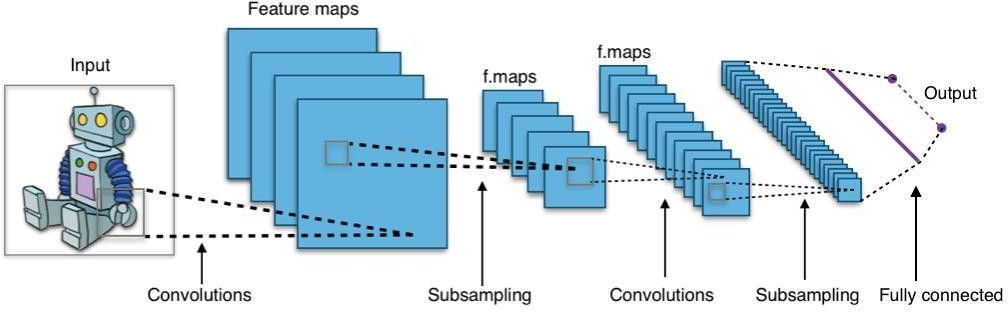 Feature maps
Input
f.maps
f.maps
Output
Convolutions
Subsampling
Convolutions
Subsampling
Fully connected